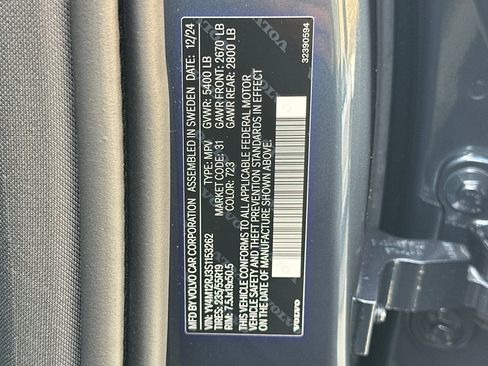 MFD BY VOLVO CAR CORPORATION ASSEMBLED IN SWEDEN DATE: 12/24
GVWR: 5400 LB
GAWR FRONT: 2670 LB
GAWR REAR: 2800 LB
VIN: YV4M12RJ3S1153262 TYPE: MPV
TIRES: 235/55R19 MARKET CODE: 31
RIM: 7.5Jx19x50.5 COLOR: 723
VEHICLE CONFORMS TO ALL APPLICABLE FEDERAL MOTOR
VEHICLE SAFETY AND THEFT PREVENTION STANDARDS IN EFFECT
ON THE DATE OF MANUFACTURE SHOWN ABOVE.
VOLVO
32390594